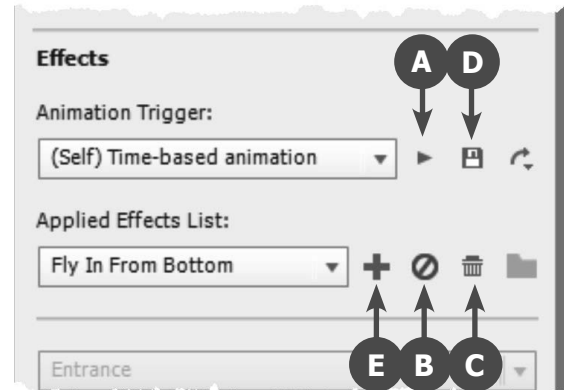 Effects
A D
Animation Trigger:
(Self) Time-based animation
Applied Effects List:
Fly In From Bottom
E B C
Entrance